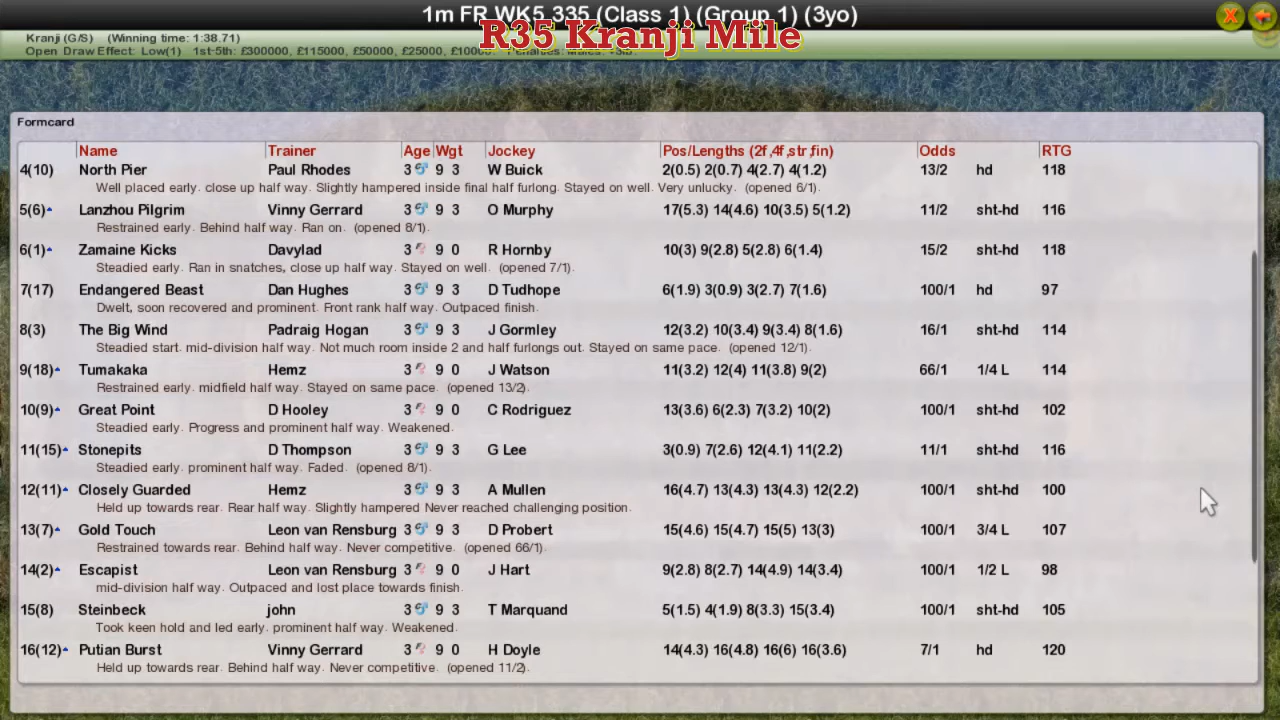 1m FR WK5 335 (Class 1) (Group 1) (3yo)
R35 Kranji Mile
Kranji (G/S) (Winning time: 1:38.71)
Open Draw Effect: Low(1) 1st-5th: £300000, £115000, £50000, £25000, £10000. Penalties: Males: +3lb.
Formcard
Name Trainer Age Wgt Jockey Pos/Lengths (2f,4f,str,fin) Odds RTG
4(10) North Pier Paul Rhodes 3 9 3 W Buick 2(0.5) 2(0.7) 4(2.7) 4(1.2) 13/2 hd 118
Well placed early. close up half way. Slightly hampered inside final half furlong. Stayed on well. Very unlucky. (opened 6/1).
5(6) Lanzhou Pilgrim Vinny Gerrard 3 9 3 O Murphy 17(5.3) 14(4.6) 10(3.5) 5(1.2) 11/2 sht-hd 116
Restrained early. Behind half way. Ran on. (opened 8/1).
6(1) Zamaine Kicks Davylad 3 9 0 R Hornby 10(3) 9(2.8) 5(2.8) 6(1.4) 15/2 sht-hd 118
Steadied early. Ran in snatches, close up half way. Stayed on well. (opened 7/1).
7(17) Endangered Beast Dan Hughes 3 9 3 D Tudhope 6(1.9) 3(0.9) 3(2.7) 7(1.6) 100/1 hd 97
Dwelt, soon recovered and prominent. Front rank half way. Outpaced finish.
8(3) The Big Wind Padraig Hogan 3 9 3 J Gormley 12(3.2) 10(3.4) 9(3.4) 8(1.6) 16/1 sht-hd 114
Steadied start. mid-division half way. Not much room inside 2 and half furlongs out. Stayed on same pace. (opened 12/1).
9(18) Tumakaka Hemz 3 9 0 J Watson 11(3.2) 12(4) 11(3.8) 9(2) 66/1 1/4 L 114
Restrained early. midfield half way. Stayed on same pace. (opened 13/2).
10(9) Great Point D Hooley 3 9 0 C Rodriguez 13(3.6) 6(2.3) 7(3.2) 10(2) 100/1 sht-hd 102
Steadied early. Progress and prominent half way. Weakened.
11(15) Stonepits D Thompson 3 9 3 G Lee 3(0.9) 7(2.6) 12(4.1) 11(2.2) 11/1 sht-hd 116
Steadied early. prominent half way. Faded. (opened 8/1).
12(11) Closely Guarded Hemz 3 9 3 A Mullen 16(4.7) 13(4.3) 13(4.3) 12(2.2) 100/1 sht-hd 100
Held up towards rear. Rear half way. Slightly hampered Never reached challenging position.
13(7) Gold Touch Leon van Rensburg 3 9 3 D Probert 15(4.6) 15(4.7) 15(5) 13(3) 100/1 3/4 L 107
Restrained towards rear. Behind half way. Never competitive. (opened 66/1).
14(2) Escapist Leon van Rensburg 3 9 0 J Hart 9(2.8) 8(2.7) 14(4.9) 14(3.4) 100/1 1/2 L 98
mid-division half way. Outpaced and lost place towards finish.
15(8) Steinbeck john 3 9 3 T Marquand 5(1.5) 4(1.9) 8(3.3) 15(3.4) 100/1 sht-hd 105
Took keen hold and led early. prominent half way. Weakened.
16(12) Putian Burst Vinny Gerrard 3 9 0 H Doyle 14(4.3) 16(4.8) 16(6) 16(3.6) 7/1 hd 120
Held up towards rear. Behind half way. Never competitive. (opened 11/2).